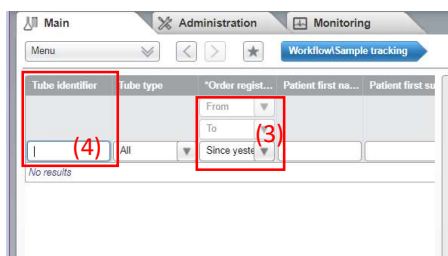 Main Administration Monitoring
Menu Workflow\Sample tracking
Tube identifier Tube type *Order regist... Patient first na... Patient first su
From
To
(4) All Since yeste (3)
No results